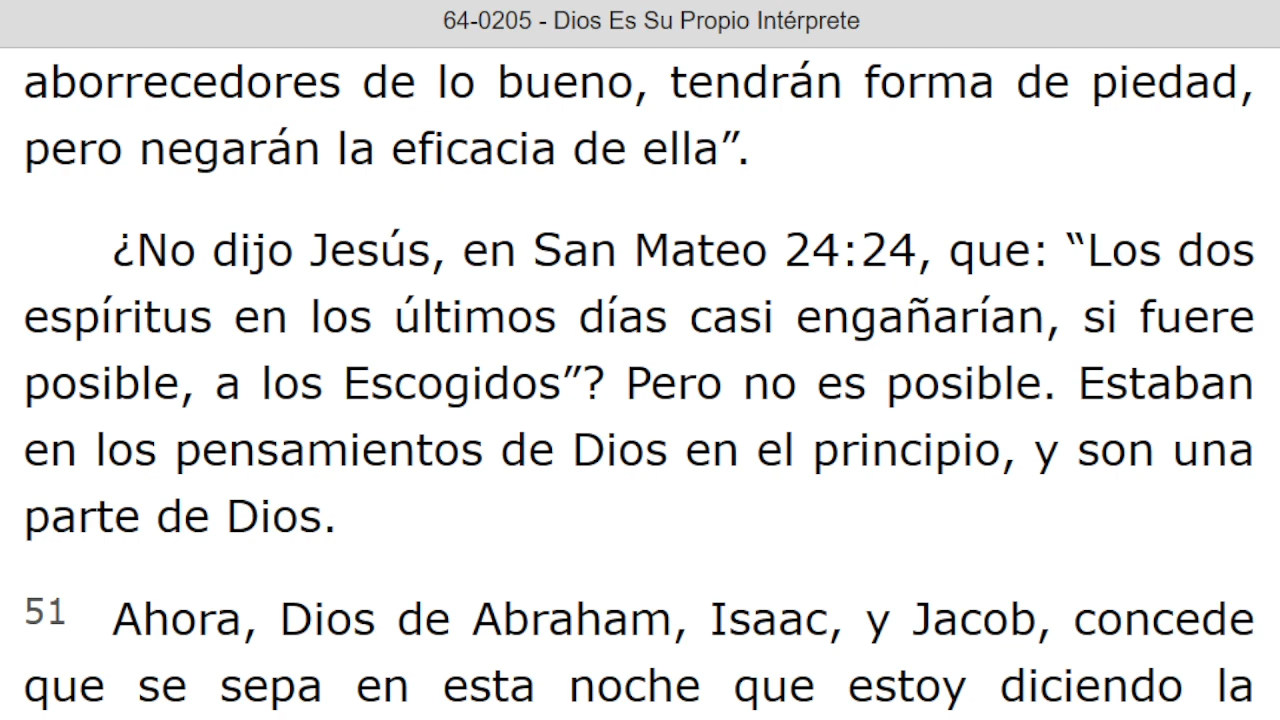 64-0205 - Dios Es Su Propio Intérprete
aborrecedores de lo bueno, tendrán forma de piedad,
pero negarán la eficacia de ella”.
¿No dijo Jesús, en San Mateo 24:24, que: “Los dos
espíritus en los últimos días casi engañarían, si fuere
posible, a los Escogidos”? Pero no es posible. Estaban
en los pensamientos de Dios en el principio, y son una
parte de Dios.
51 Ahora, Dios de Abraham, Isaac, y Jacob, concede
que se sepa en esta noche que estoy diciendo la